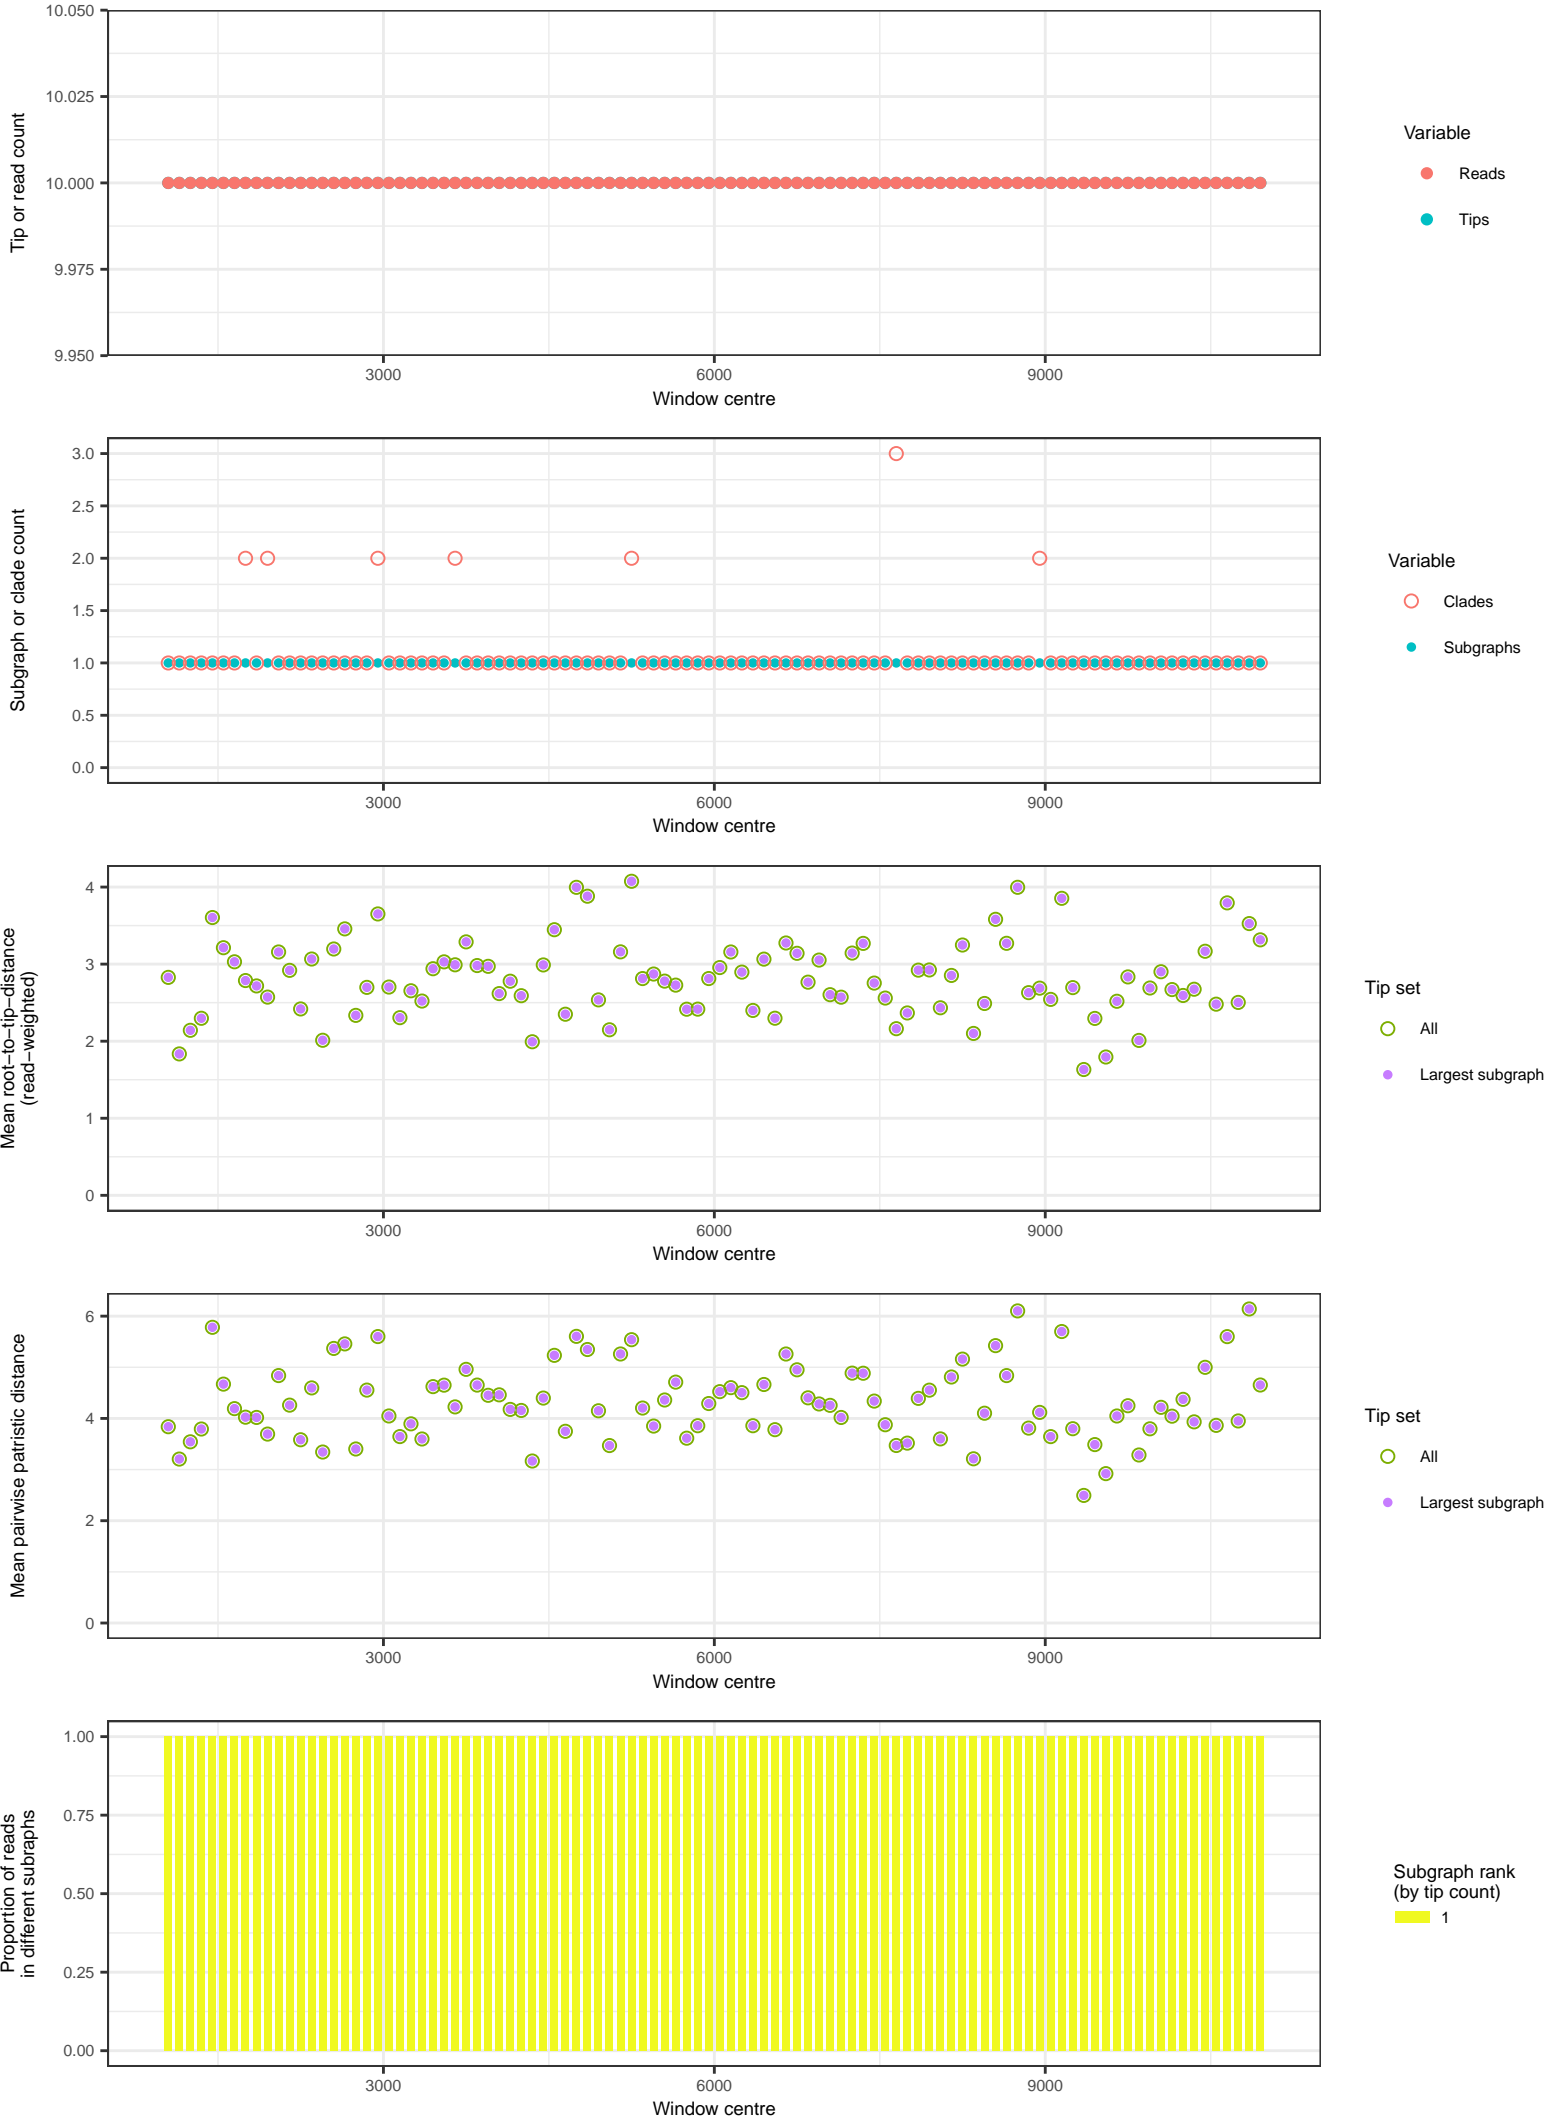 10.050
10.025
10.000
9.975
9.950
Tip or read count
3000
6000
9000
Window centre
Variable
Reads
Tips
3.0
2.5
2.0
1.5
1.0
0.5
0.0
Subgraph or clade count
3000
6000
9000
Window centre
Variable
Clades
Subgraphs
4
3
2
1
0
Mean root−to−tip−distance
(read−weighted)
3000
6000
9000
Window centre
Tip set
All
Largest subgraph
6
4
2
0
Mean pairwise patristic distance
3000
6000
9000
Window centre
Tip set
All
Largest subgraph
1.00
0.75
0.50
0.25
0.00
Proportion of reads
in different subraphs
3000
6000
9000
Window centre
Subgraph rank
(by tip count)
1